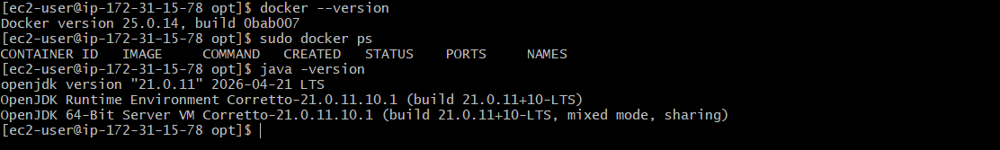 [ec2-user@ip-172-31-15-78 opt]$ docker --version
Docker version 25.0.14, build 0bab007
[ec2-user@ip-172-31-15-78 opt]$ sudo docker ps
CONTAINER ID   IMAGE     COMMAND   CREATED   STATUS    PORTS     NAMES
[ec2-user@ip-172-31-15-78 opt]$ java -version
openjdk version "21.0.11" 2026-04-21 LTS
OpenJDK Runtime Environment Corretto-21.0.11.10.1 (build 21.0.11+10-LTS)
OpenJDK 64-Bit Server VM Corretto-21.0.11.10.1 (build 21.0.11+10-LTS, mixed mode, sharing)
[ec2-user@ip-172-31-15-78 opt]$